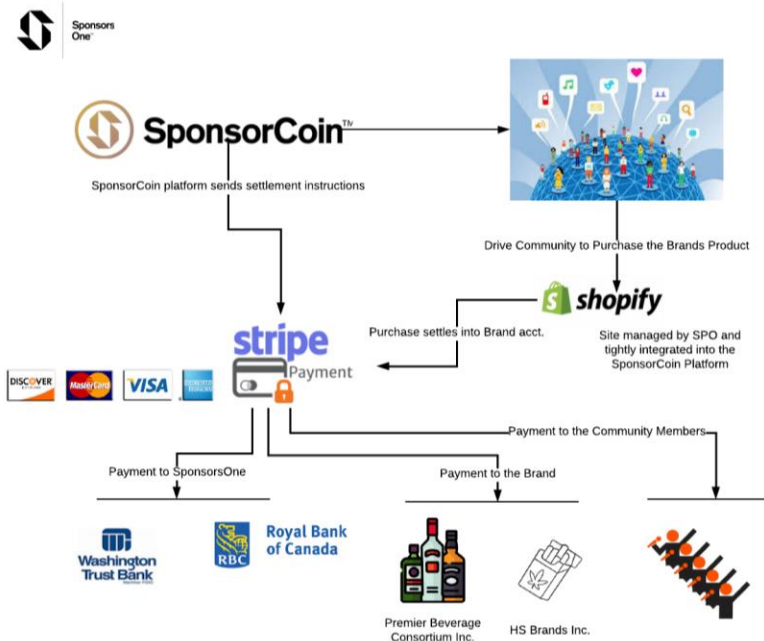 Sponsors
One™
SponsorCoin™
SponsorCoin platform sends settlement instructions
Drive Community to Purchase the Brands Product
shopify
Purchase settles into Brand acct.
Site managed by SPO and
tightly integrated into the
SponsorCoin Platform
stripe
Payment
DISCOVER
MasterCard
VISA
Payment to the Community Members
Payment to SponsorsOne
Payment to the Brand
Washington
Trust Bank
RBC
Royal Bank
of Canada
Premier Beverage
Consortium Inc.
HS Brands Inc.